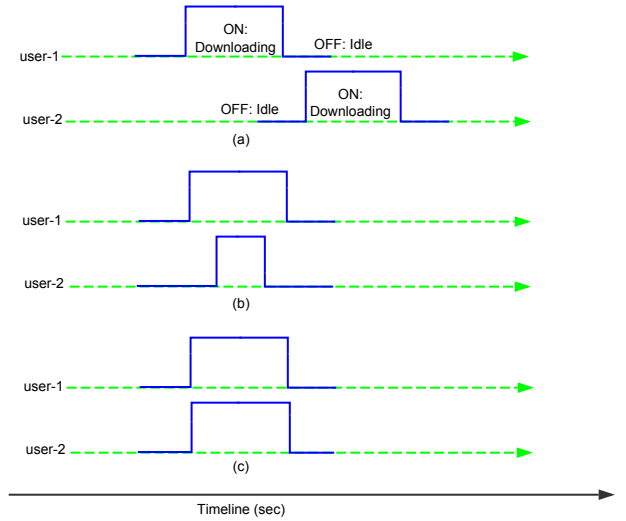 ON:
Downloading
OFF: Idle
user-1
ON:
Downloading
OFF: Idle
user-2
(a)
user-1
user-2
(b)
user-1
user-2
(c)
Timeline (sec)